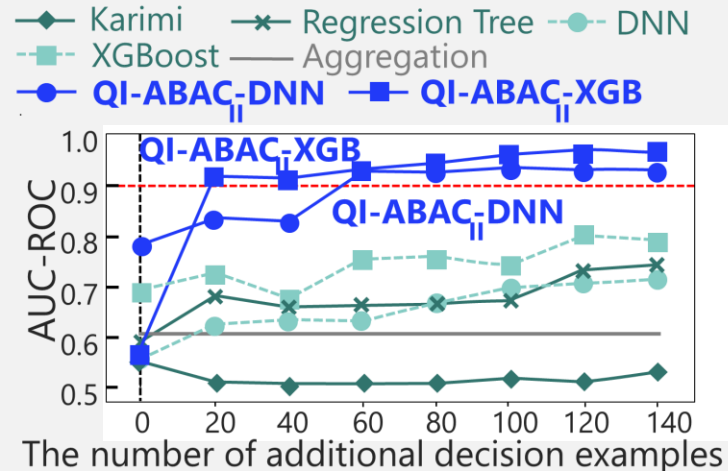 Karimi Regression Tree DNN
XGBoost Aggregation
QI-ABAC_II-DNN QI-ABAC_II-XGB
1.0
QI-ABAC_II-XGB
0.9
QI-ABAC_II-DNN
0.8
0.7
0.6
0.5
AUC-ROC
0 20 40 60 80 100 120 140
The number of additional decision examples